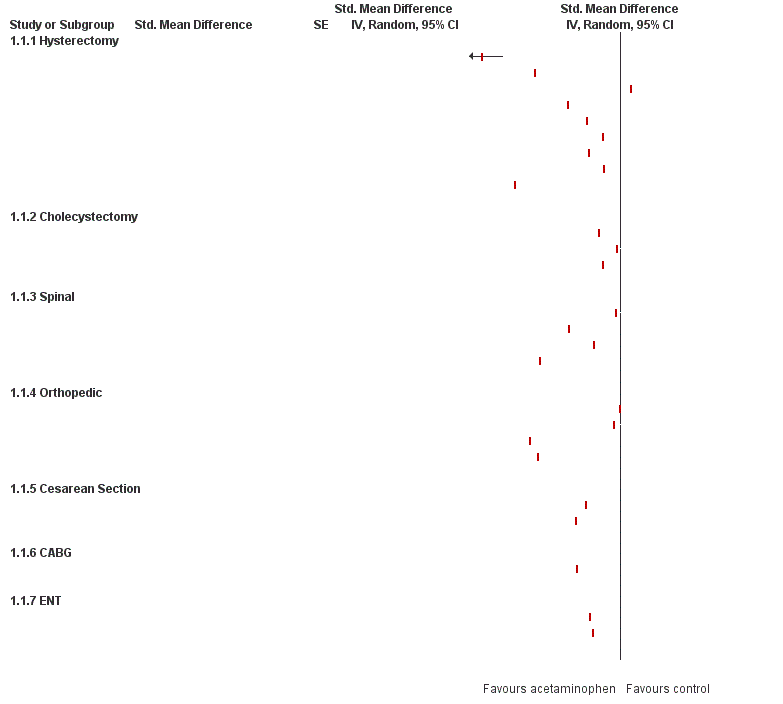 Std. Mean Difference Std. Mean Difference
Study or Subgroup Std. Mean Difference SE IV, Random, 95% CI IV, Random, 95% CI
1.1.1 Hysterectomy
1.1.2 Cholecystectomy
1.1.3 Spinal
1.1.4 Orthopedic
1.1.5 Cesarean Section
1.1.6 CABG
1.1.7 ENT
Favours acetaminophen Favours control